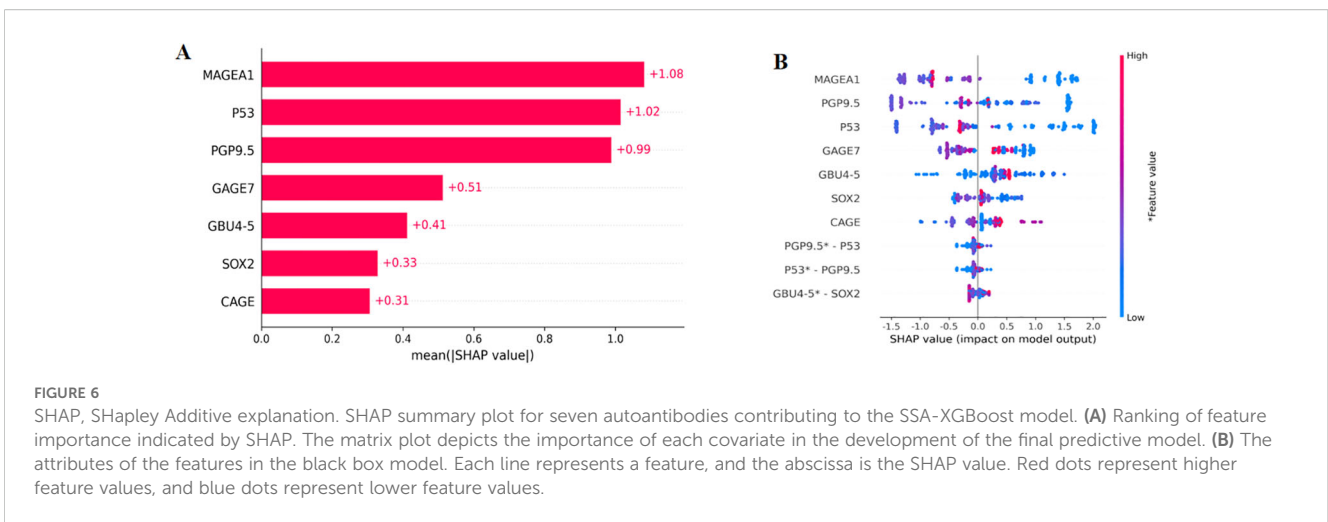 A
MAGEA1
+1.08
P53
+1.02
PGP9.5
+0.99
GAGE7
+0.51
GBU4-5
+0.41
SOX2
+0.33
CAGE
+0.31
0.0 0.2 0.4 0.6 0.8 1.0
mean(|SHAP value|)
B
High
MAGEA1
PGP9.5
P53
GAGE7
GBU4-5
SOX2
CAGE
PGP9.5* - P53
P53* - PGP9.5
GBU4-5* - SOX2
*Feature value
Low
-1.5 -1.0 -0.5 0.0 0.5 1.0 1.5 2.0
SHAP value (impact on model output)
FIGURE 6
SHAP, SHapley Additive explanation. SHAP summary plot for seven autoantibodies contributing to the SSA-XGBoost model. (A) Ranking of feature
importance indicated by SHAP. The matrix plot depicts the importance of each covariate in the development of the final predictive model. (B) The
attributes of the features in the black box model. Each line represents a feature, and the abscissa is the SHAP value. Red dots represent higher
feature values, and blue dots represent lower feature values.